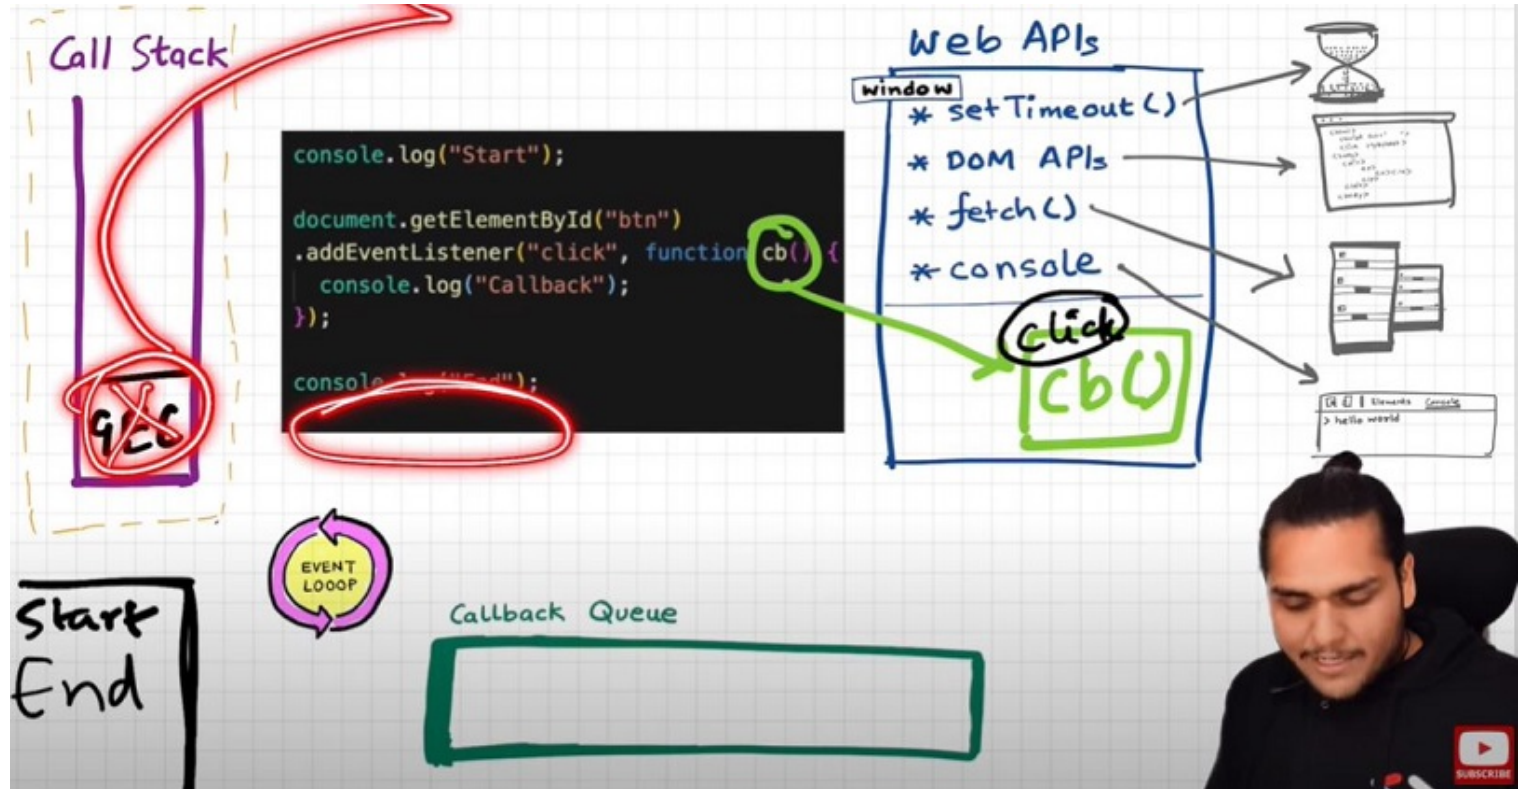 Call Stack
GEC
console.log("Start");
document.getElementById("btn")
.addEventListener("click", function cb() {
console.log("Callback");
});
console.log("End");
Web APIs
window
* setTimeout()
* DOM APIs
* fetch()
* console
click
cb()
Elements Console
> hello world
EVENT
LOOOP
Callback Queue
Start
End
SUBSCRIBE